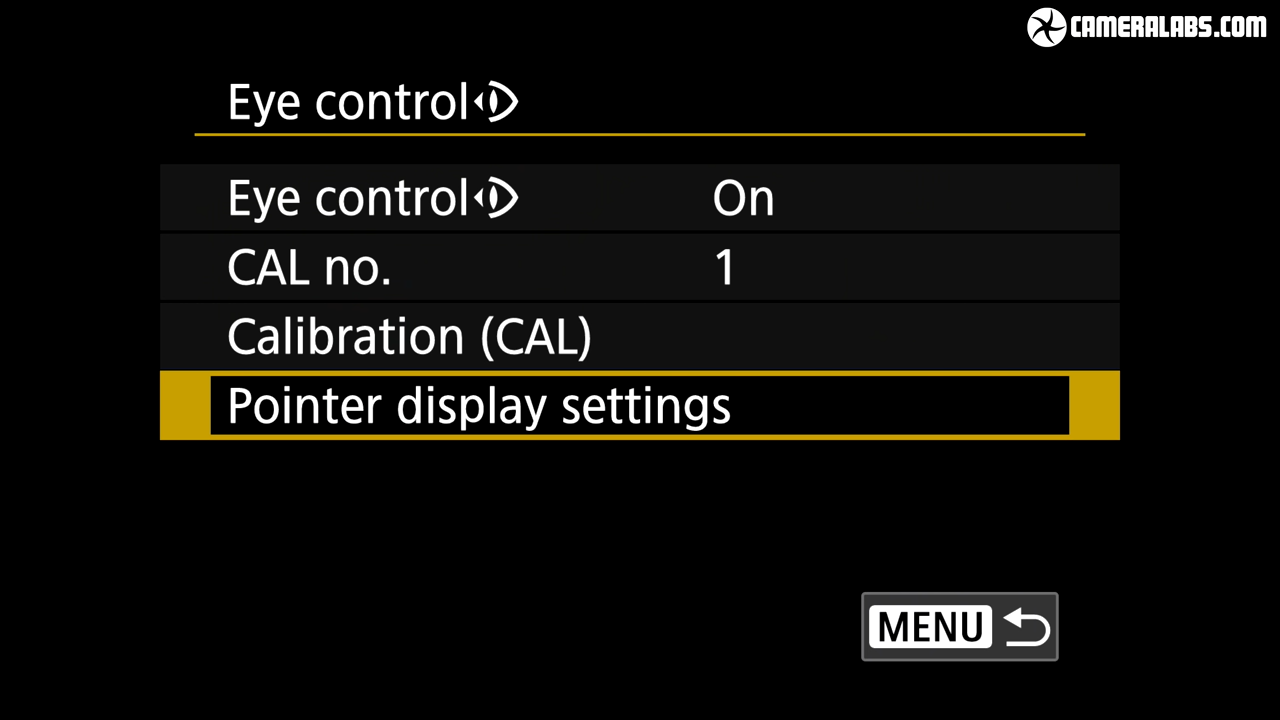 CAMERALABS.COM
Eye control
Eye control On
CAL no. 1
Calibration (CAL)
Pointer display settings
MENU